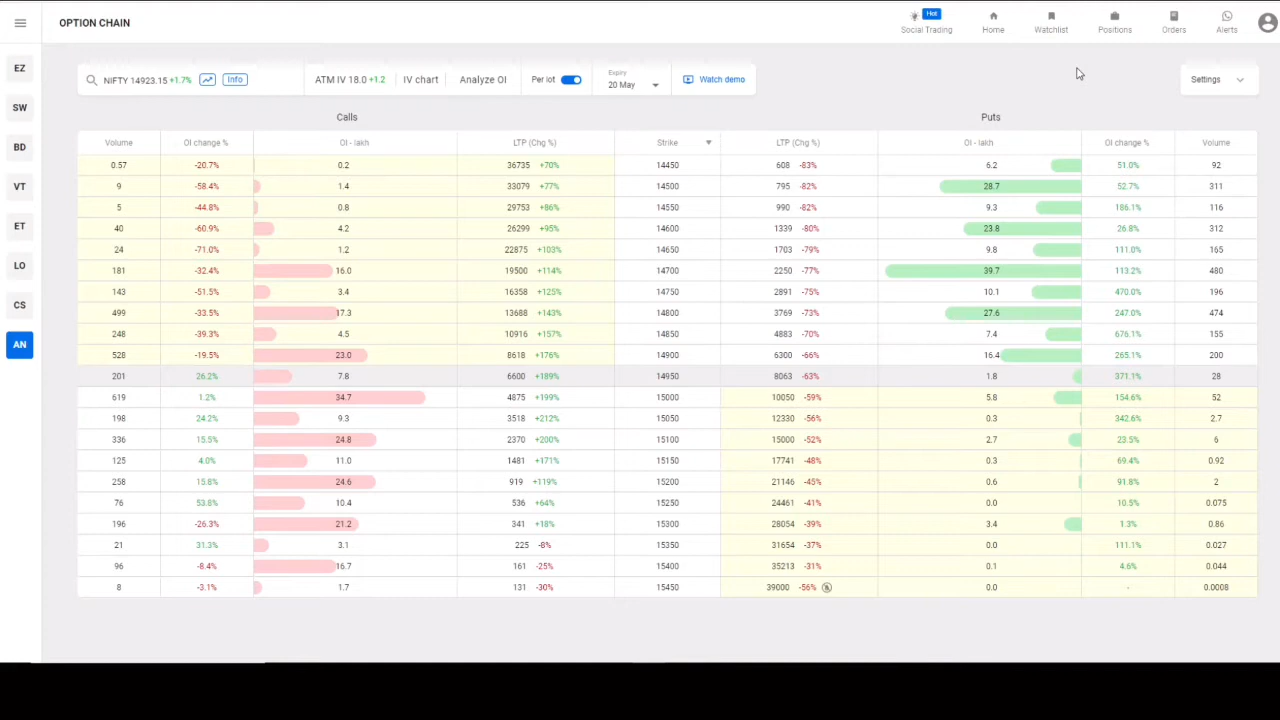 OPTION CHAIN
Hot
Social Trading Home Watchlist Positions Orders Alerts
EZ
SW
BD
VT
ET
LO
CS
AN
NIFTY 14923.15 +1.7% Info ATM IV 18.0 +1.2 IV chart Analyze OI Per lot Expiry 20 May Watch demo Settings
Calls Puts
Volume OI change % OI - lakh LTP (Chg %) Strike LTP (Chg %) OI - lakh OI change % Volume
0.57 -20.7% 0.2 36735 +70% 14450 608 -83% 6.2 51.0% 92
9 -58.4% 1.4 33079 +77% 14500 795 -82% 28.7 52.7% 311
5 -44.8% 0.8 29753 +86% 14550 990 -82% 9.3 186.1% 116
40 -60.9% 4.2 26299 +95% 14600 1339 -80% 23.8 26.8% 312
24 -71.0% 1.2 22875 +103% 14650 1703 -79% 9.8 111.0% 165
181 -32.4% 16.0 19500 +114% 14700 2250 -77% 39.7 113.2% 480
143 -51.5% 3.4 16358 +125% 14750 2891 -75% 10.1 470.0% 196
499 -33.5% 17.3 13688 +143% 14800 3769 -73% 27.6 247.0% 474
248 -39.3% 4.5 10916 +157% 14850 4883 -70% 7.4 676.1% 155
528 -19.5% 23.0 8618 +176% 14900 6300 -66% 16.4 265.1% 200
201 26.2% 7.8 6600 +189% 14950 8063 -63% 1.8 371.1% 28
619 1.2% 34.7 4875 +199% 15000 10050 -59% 5.8 154.6% 52
198 24.2% 9.3 3518 +212% 15050 12330 -56% 0.3 342.6% 2.7
336 15.5% 24.8 2370 +200% 15100 15000 -52% 2.7 23.5% 6
125 4.0% 11.0 1481 +171% 15150 17741 -48% 0.3 69.4% 0.92
258 15.8% 24.6 919 +119% 15200 21146 -45% 0.6 91.8% 2
76 53.8% 10.4 536 +64% 15250 24461 -41% 0.0 10.5% 0.075
196 -26.3% 21.2 341 +18% 15300 28054 -39% 3.4 1.3% 0.86
21 31.3% 3.1 225 -8% 15350 31654 -37% 0.0 111.1% 0.027
96 -8.4% 16.7 161 -25% 15400 35213 -31% 0.1 4.6% 0.044
8 -3.1% 1.7 131 -30% 15450 39000 -56% 0.0 - 0.0008